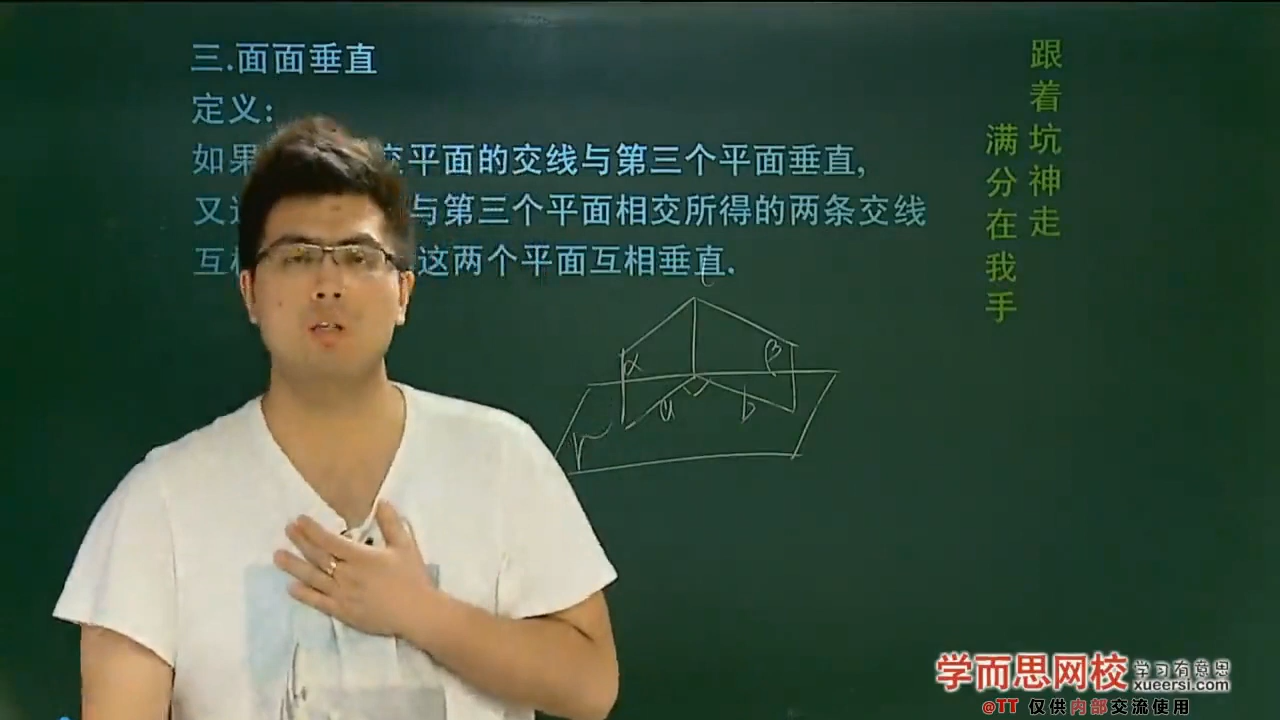 三.面面垂直
定义:
如果 交平面的交线与第三个平面垂直,
又 与第三个平面相交所得的两条交线
互 这两个平面互相垂直.
跟着坑神走
满分在我手
l
α
β
a
b
r
学而思网校
学习有意思
xueersi.com
@TT 仅供内部交流使用